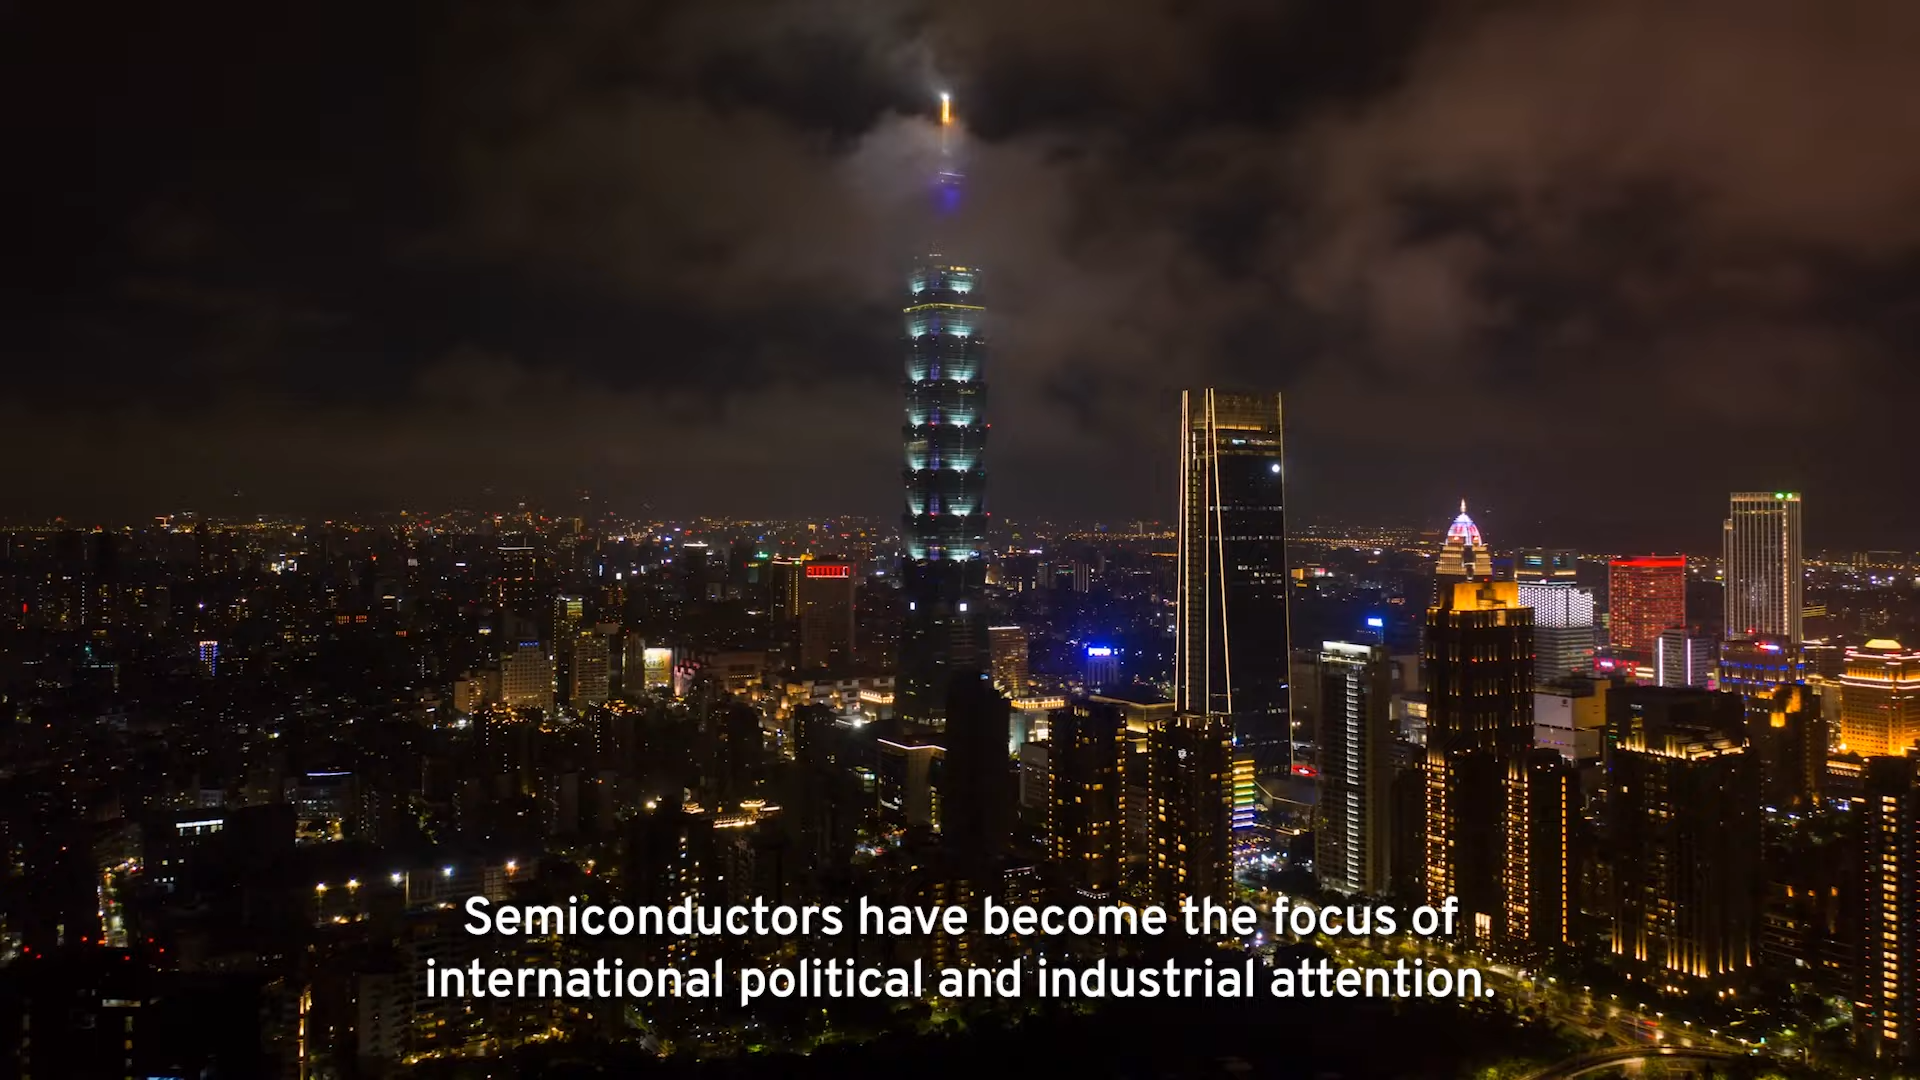 Semiconductors have become the focus of
international political and industrial attention.